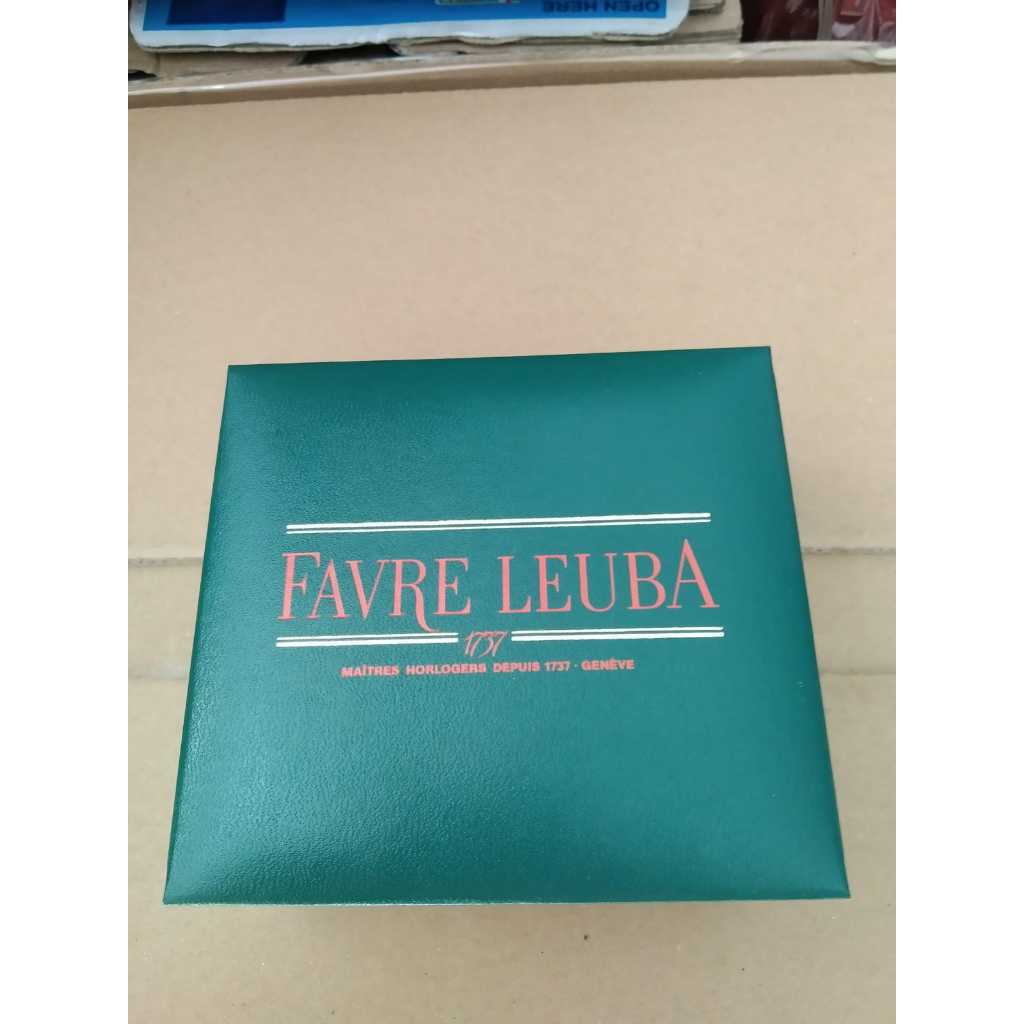 OPEN HERE
FAVRE LEUBA
1737
MAÎTRES HORLOGERS DEPUIS 1737 - GENÈVE